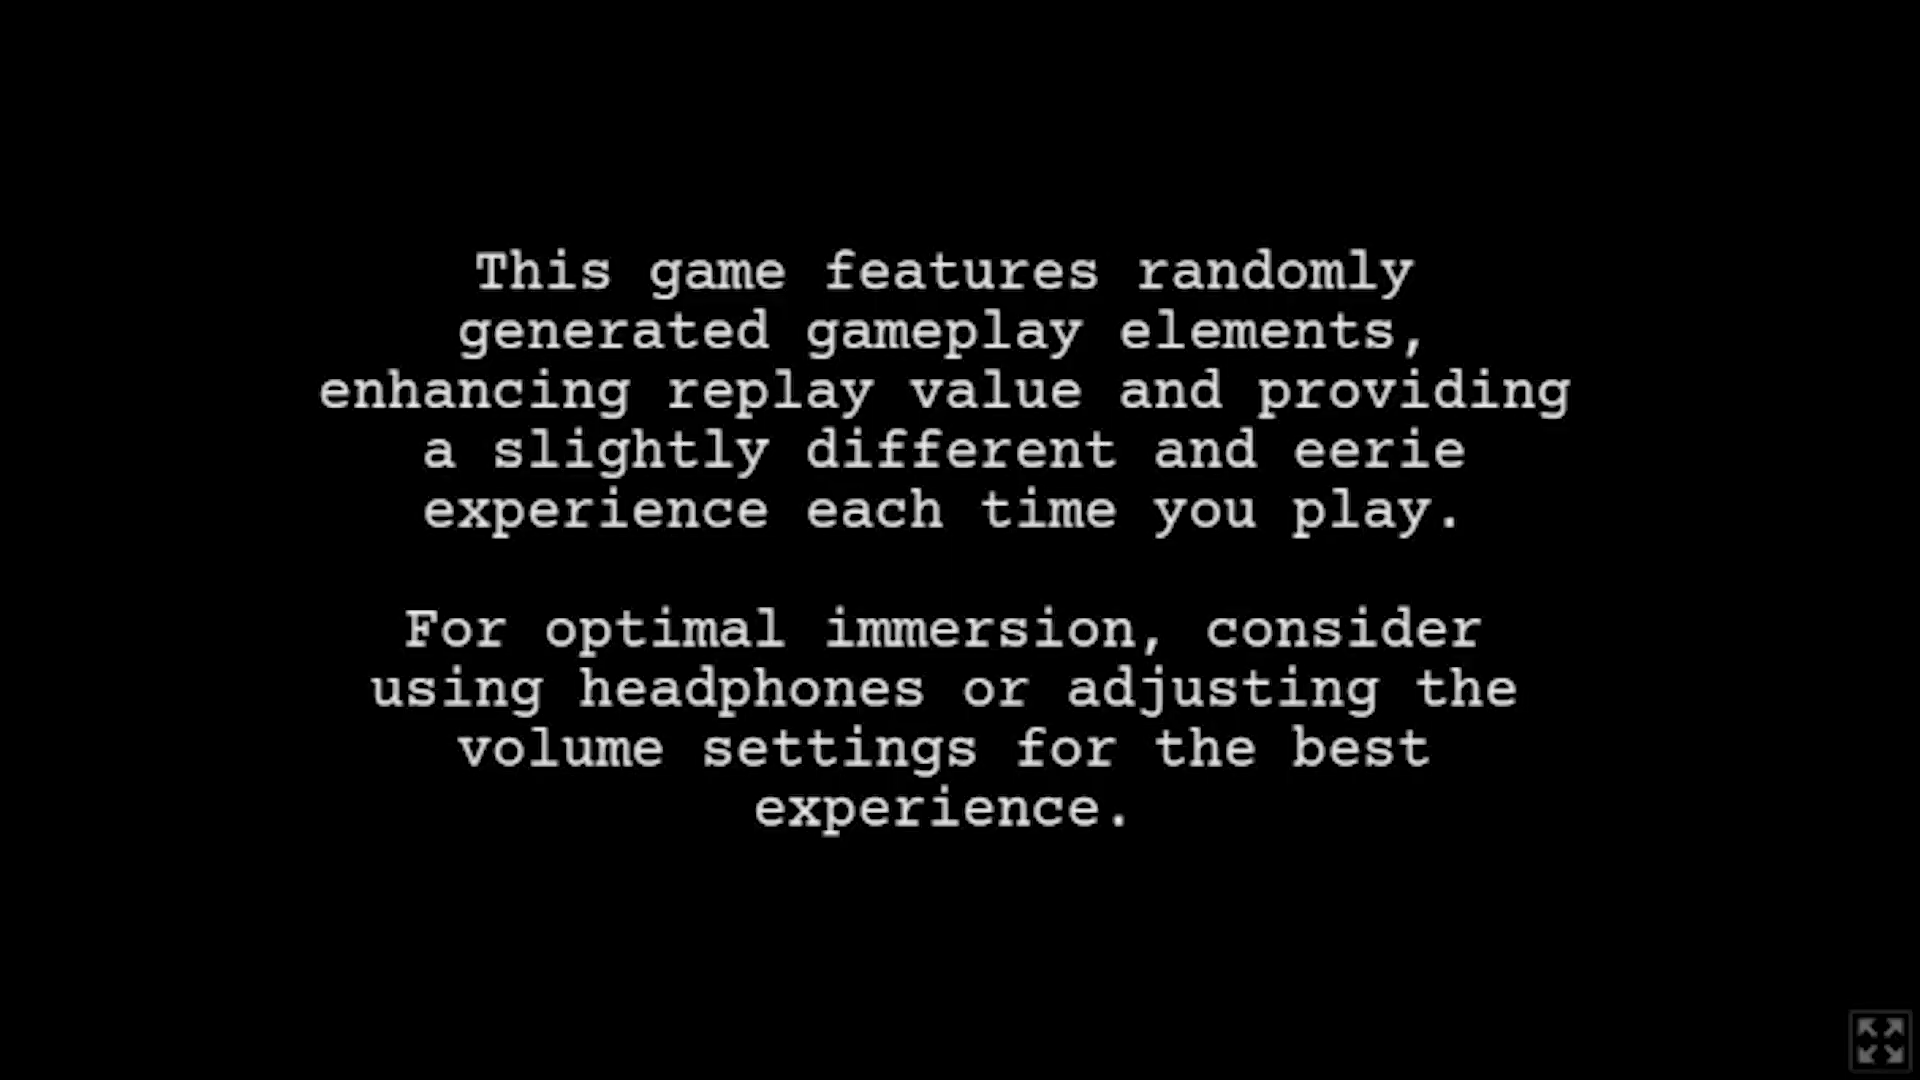 This game features randomly
generated gameplay elements,
enhancing replay value and providing
a slightly different and eerie
experience each time you play.
For optimal immersion, consider
using headphones or adjusting the
volume settings for the best
experience.